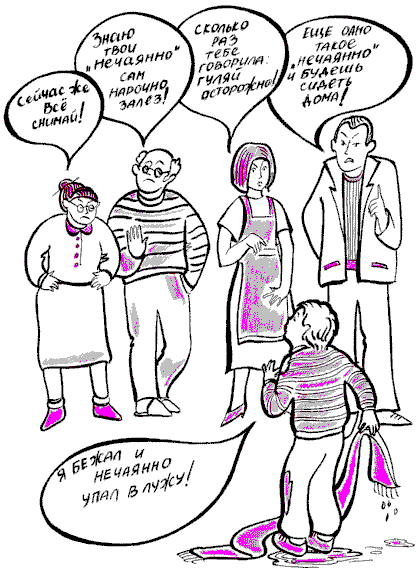 Сейчас же
всё
снимай!
Знаю
твои
„нечаянно"
сам
нарочно
залез!
Сколько
раз
тебе
говорила:
гуляй
осторожно!
Ещё одно
такое
„нечаянно"
и будешь
сидеть
дома!
Я бежал и
нечаянно
упал в лужу!